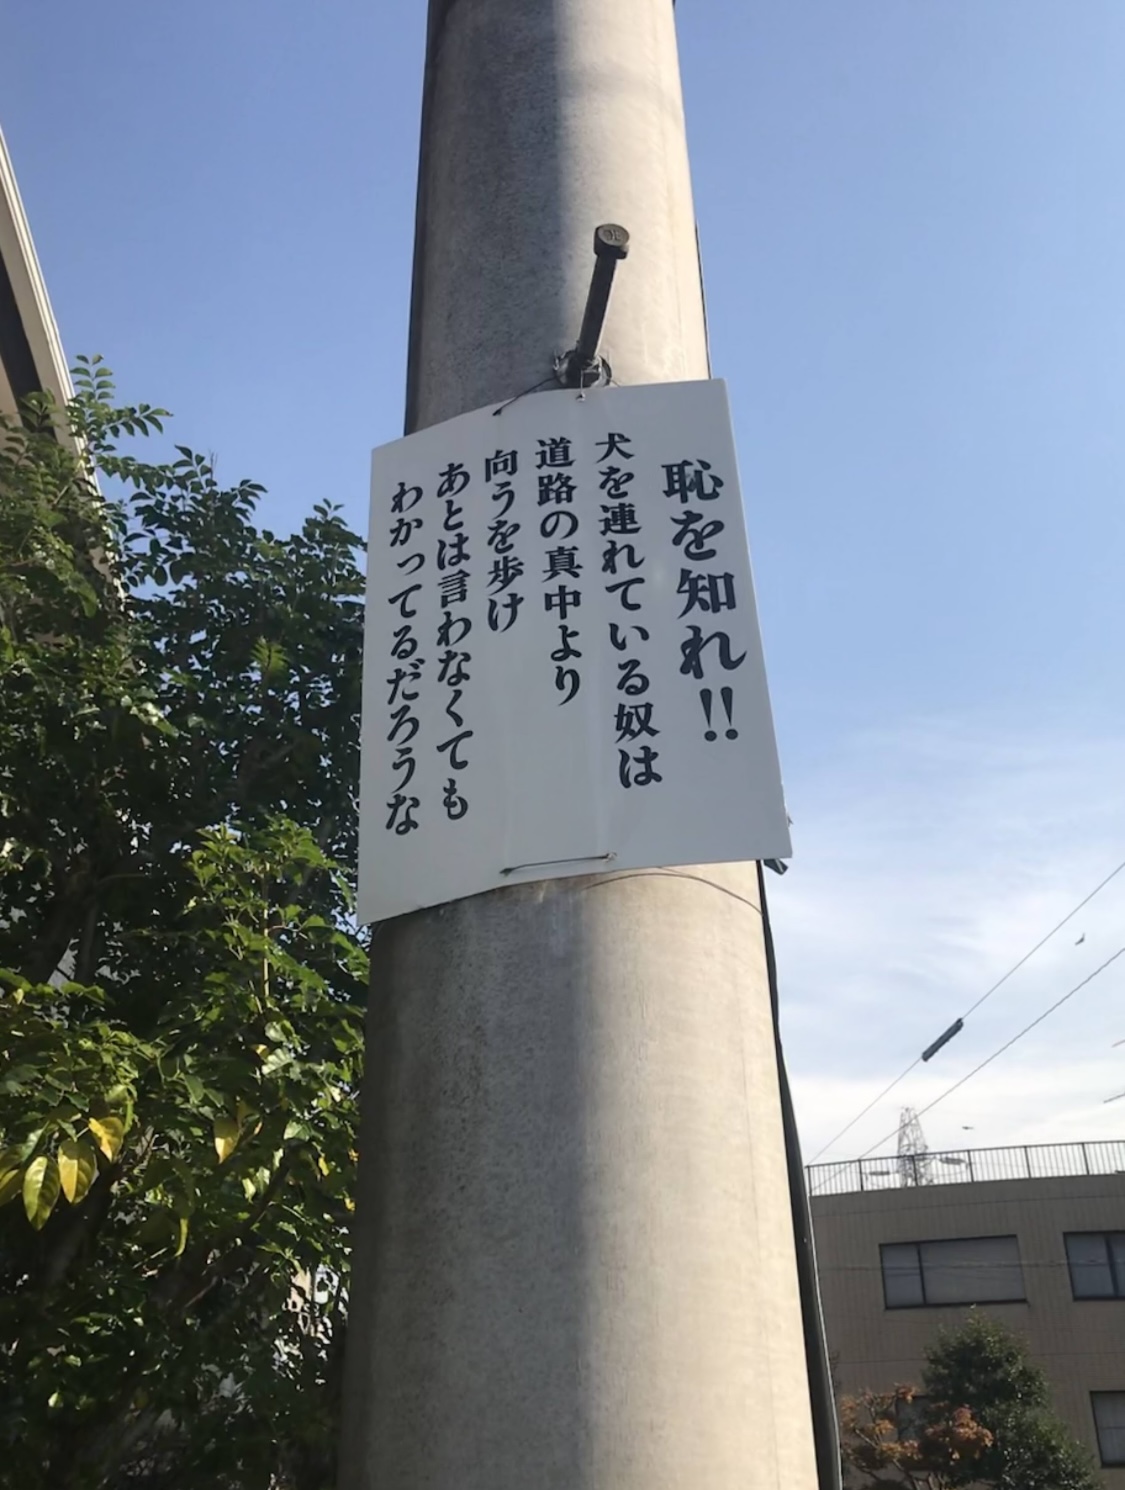 恥を知れ!!
犬を連れている奴は
道路の真中より
向うを歩け
あとは言わなくても
わかってるだろうな